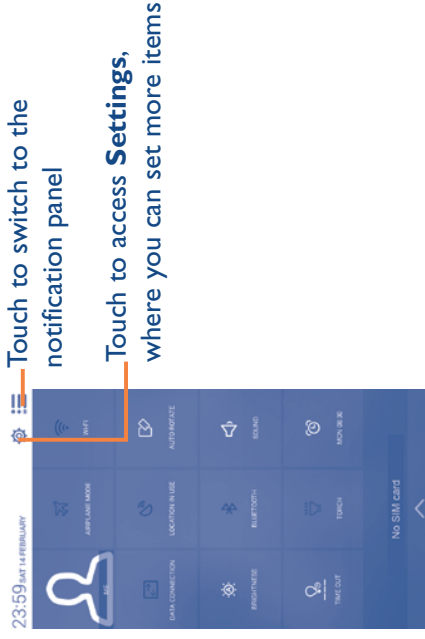 Touch to switch to the
notification panel
Touch to access Settings,
where you can set more items
23:59 SAT 14 FEBRUARY
AIRPLANE MODE
WI-FI
DATA CONNECTION
LOCATION IN USE
AUTO ROTATE
BRIGHTNESS
BLUETOOTH
SOUND
TIME OUT
TORCH
MON 08:30
No SIM card